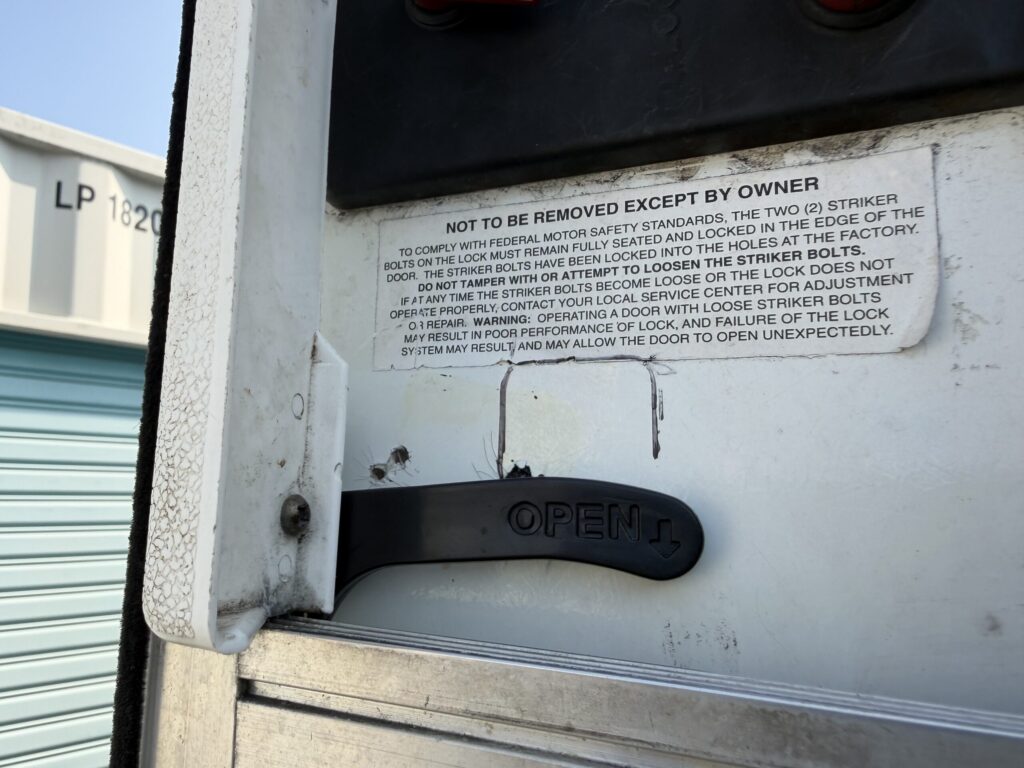 LP 1820
NOT TO BE REMOVED EXCEPT BY OWNER
TO COMPLY WITH FEDERAL MOTOR SAFETY STANDARDS, THE TWO (2) STRIKER
BOLTS ON THE LOCK MUST REMAIN FULLY SEATED AND LOCKED IN THE EDGE OF THE
DOOR. THE STRIKER BOLTS HAVE BEEN LOCKED INTO THE HOLES AT THE FACTORY.
DO NOT TAMPER WITH OR ATTEMPT TO LOOSEN THE STRIKER BOLTS.
IF AT ANY TIME THE STRIKER BOLTS BECOME LOOSE OR THE LOCK DOES NOT
OPERATE PROPERLY, CONTACT YOUR LOCAL SERVICE CENTER FOR ADJUSTMENT
OR REPAIR. WARNING: OPERATING A DOOR WITH LOOSE STRIKER BOLTS
MAY RESULT IN POOR PERFORMANCE OF LOCK, AND FAILURE OF THE LOCK
SYSTEM MAY RESULT AND MAY ALLOW THE DOOR TO OPEN UNEXPECTEDLY.
OPEN